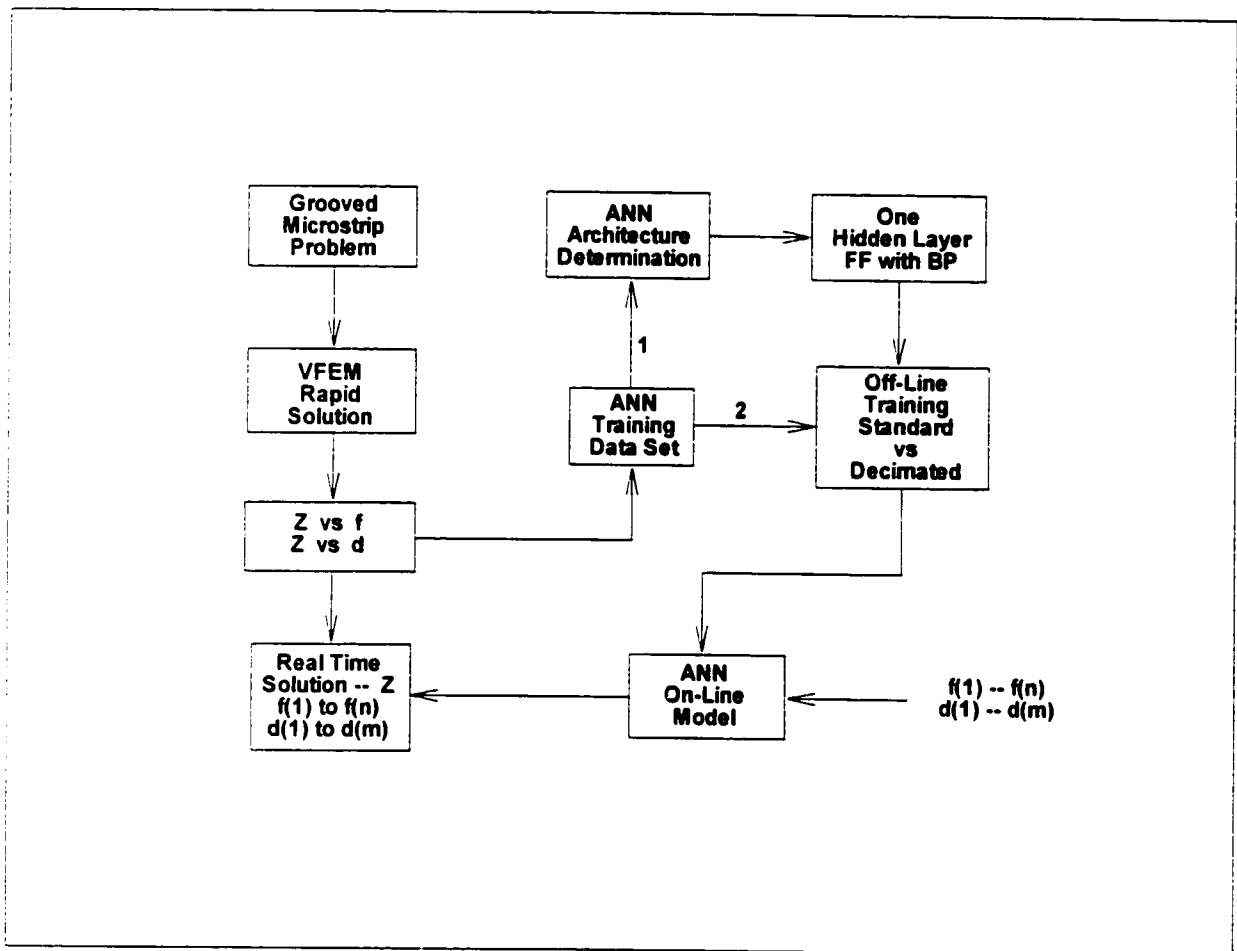 Grooved
Microstrip
Problem
ANN
Architecture
Determination
One
Hidden Layer
FF with BP
1
VFEM
Rapid
Solution
ANN
Training
Data Set
2
Off-Line
Training
Standard
vs
Decimated
Z vs f
Z vs d
Real Time
Solution -- Z
f(1) to f(n)
d(1) to d(m)
ANN
On-Line
Model
f(1) -- f(n)
d(1) -- d(m)